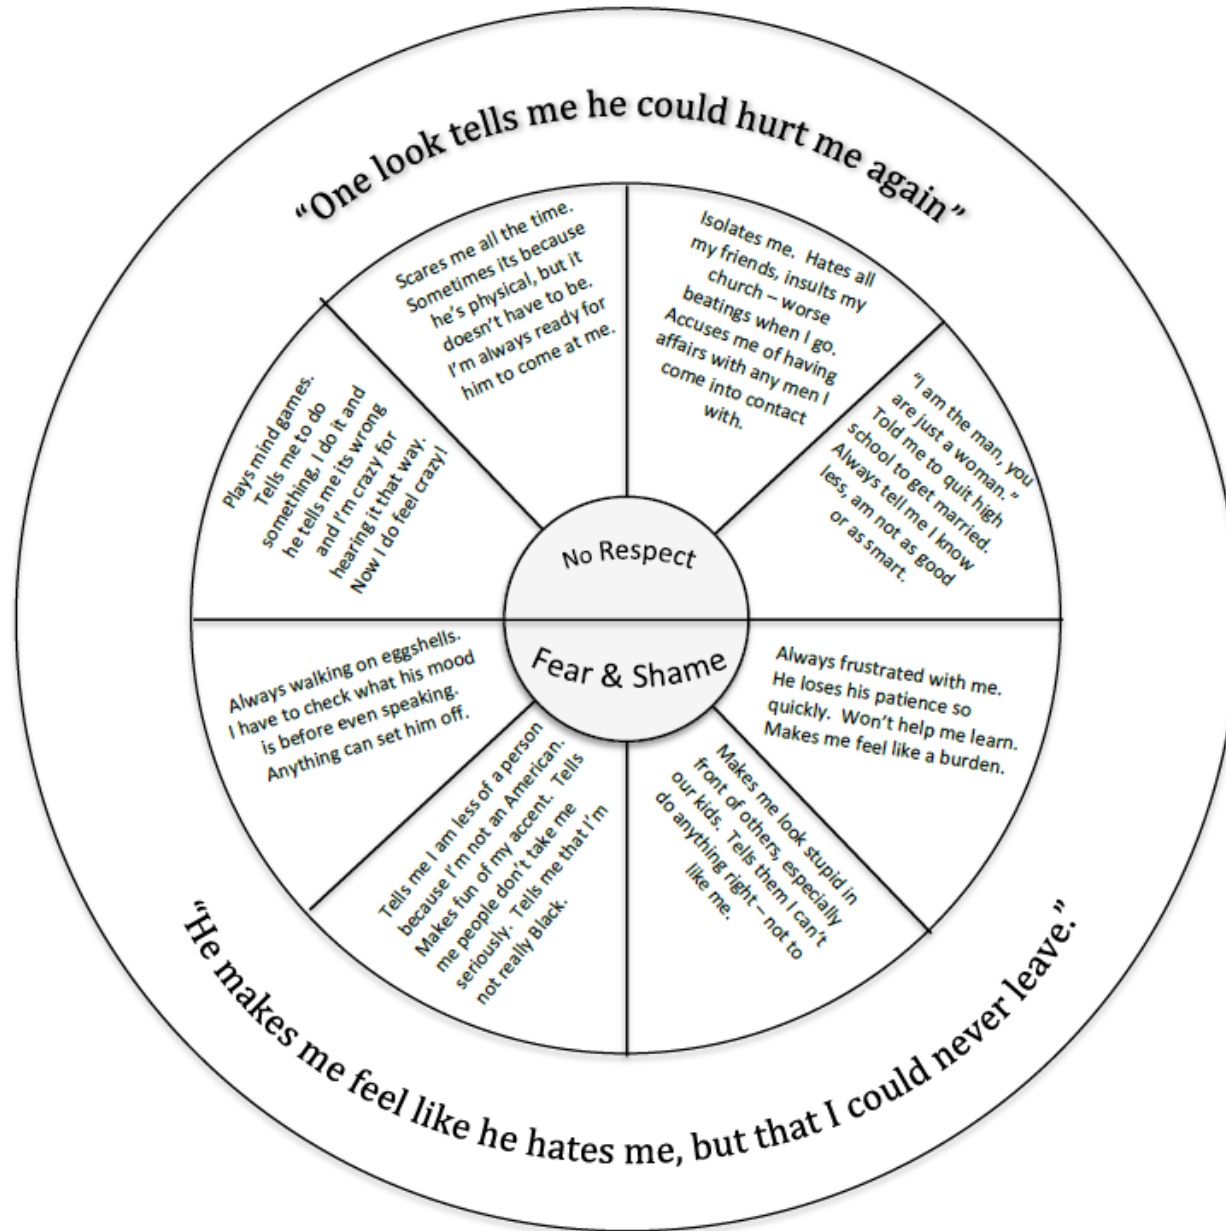 “One look tells me he could hurt me again”
Scares me all the time.
Sometimes its because
he’s physical, but it
doesn’t have to be.
I’m always ready for
him to come at me.
Isolates me. Hates all
my friends, insults my
church – worse
beatings when I go.
Accuses me of having
affairs with any men I
come into contact
with.
“I am the man, you
are just a woman.”
Told me to quit high
school to get married.
Always tell me I know
less, am not as good
or as smart.
Always frustrated with me.
He loses his patience so
quickly. Won’t help me learn.
Makes me feel like a burden.
Makes me look stupid in
front of others, especially
our kids. Tells them I can’t
do anything right – not to
like me.
Tells me I am less of a person
because I’m not an American.
Makes fun of my accent. Tells
me people don’t take me
seriously. Tells me that I’m
not really Black.
Always walking on eggshells.
I have to check what his mood
is before even speaking.
Anything can set him off.
Plays mind games.
Tells me to do
something, I do it and
he tells me its wrong
and I’m crazy for
hearing it that way.
Now I do feel crazy!
No Respect
Fear & Shame
“He makes me feel like he hates me, but that I could never leave.”